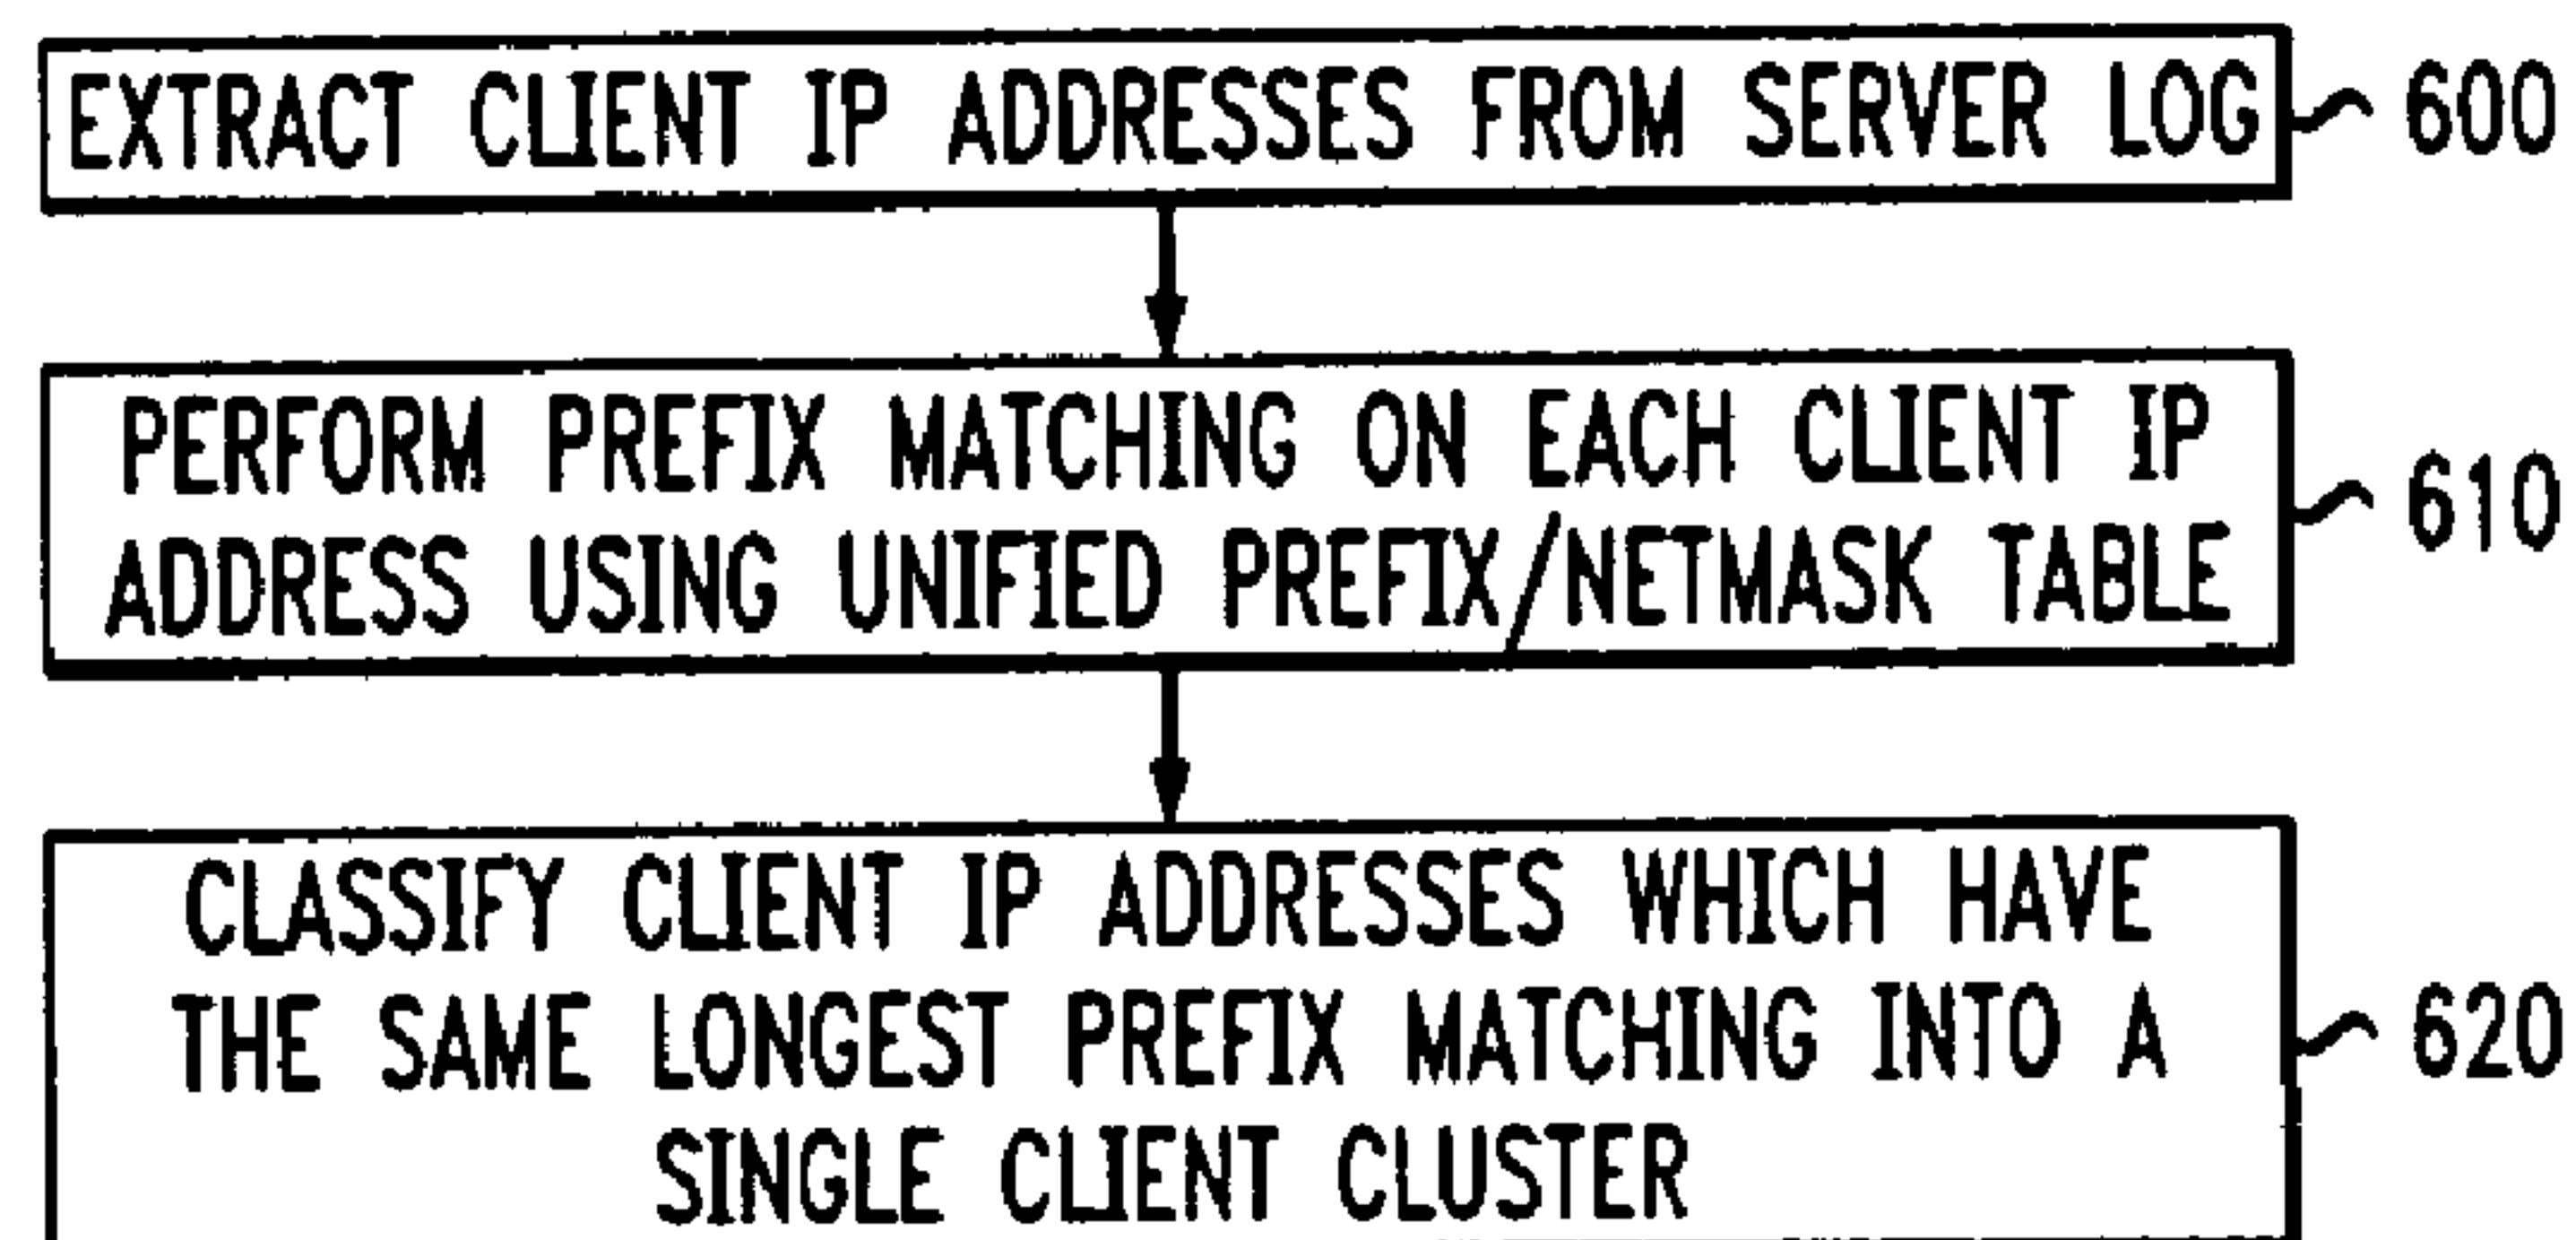 EXTRACT CLIENT IP ADDRESSES FROM SERVER LOG 600
PERFORM PREFIX MATCHING ON EACH CLIENT IP
ADDRESS USING UNIFIED PREFIX/NETMASK TABLE
610
CLASSIFY CLIENT IP ADDRESSES WHICH HAVE
THE SAME LONGEST PREFIX MATCHING INTO A
SINGLE CLIENT CLUSTER
620